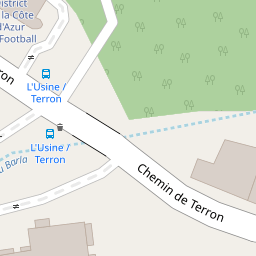 District
la Côte
d'Azur
Football
L'Usine /
Terron
L'Usine /
Terron
Chemin de Terron